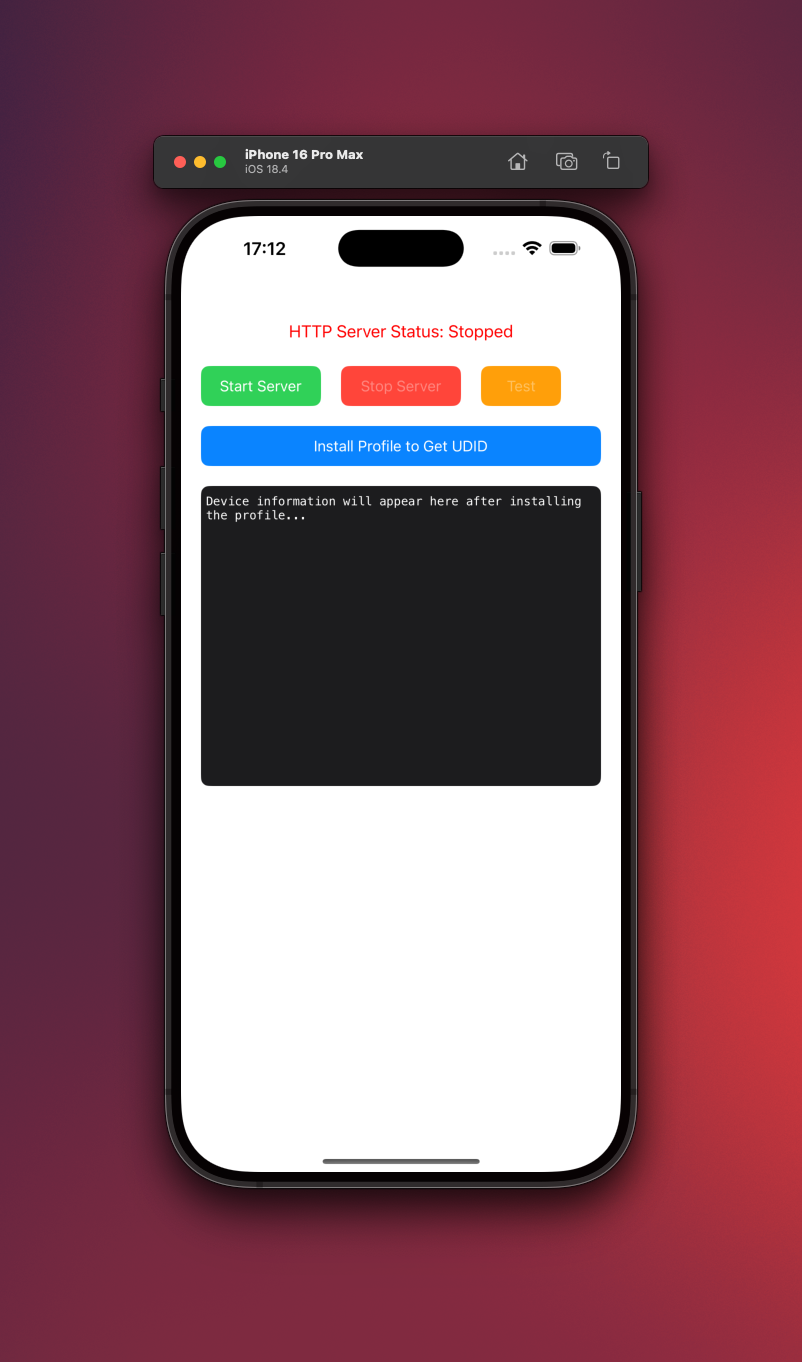 iPhone 16 Pro Max
iOS 18.4
17:12
HTTP Server Status: Stopped
Start Server
Stop Server
Test
Install Profile to Get UDID
Device information will appear here after installing
the profile...